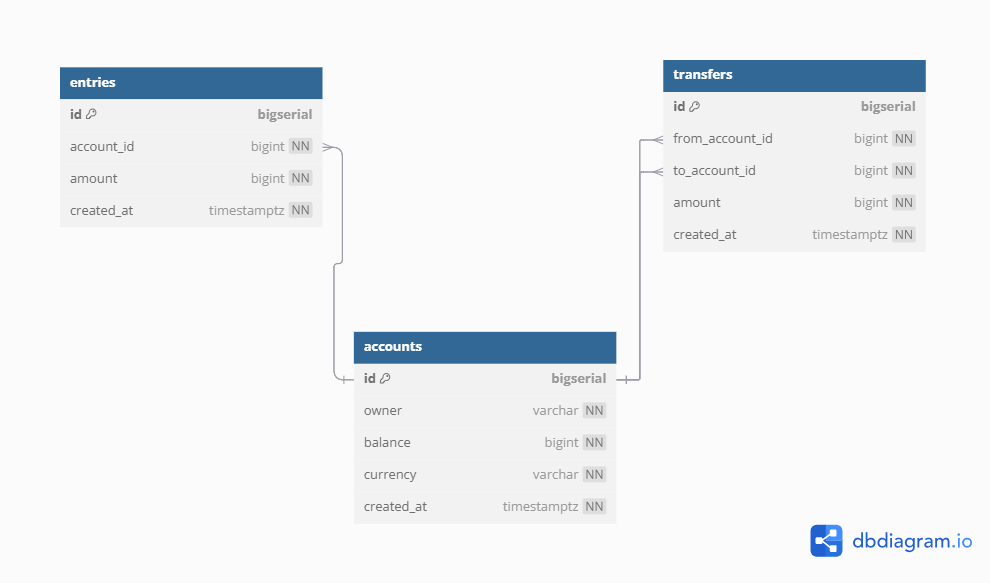 entries
id bigserial
account_id bigint NN
amount bigint NN
created_at timestamptz NN
transfers
id bigserial
from_account_id bigint NN
to_account_id bigint NN
amount bigint NN
created_at timestamptz NN
accounts
id bigserial
owner varchar NN
balance bigint NN
currency varchar NN
created_at timestamptz NN
dbdiagram.io